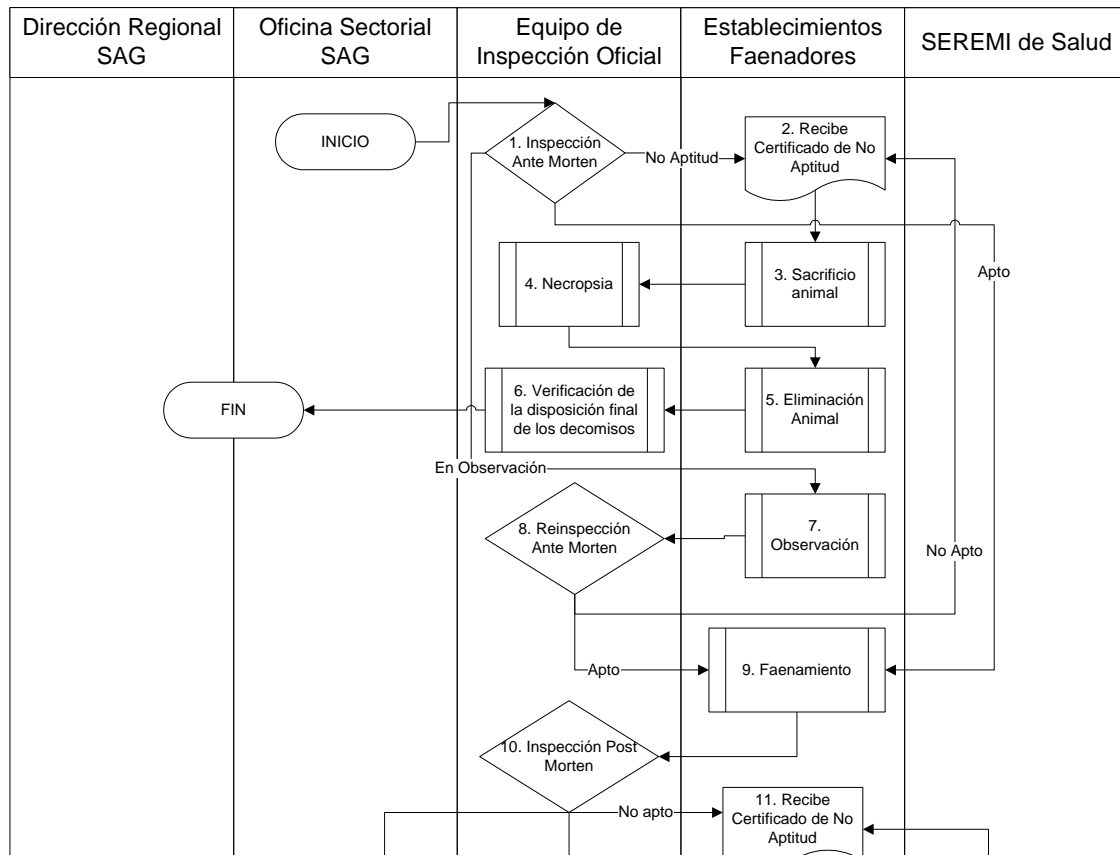 Dirección Regional
SAG
Oficina Sectorial
SAG
Equipo de
Inspección Oficial
Establecimientos
Faenadores
SEREMI de Salud
INICIO
1. Inspección
Ante Morten
No Aptitud
2. Recibe
Certificado de No
Aptitud
Apto
3. Sacrificio
animal
4. Necropsia
5. Eliminación
Animal
6. Verificación de
la disposición final
de los decomisos
FIN
En Observación
7.
Observación
8. Reinspección
Ante Morten
No Apto
Apto
9. Faenamiento
10. Inspección Post
Morten
No apto
11. Recibe
Certificado de No
Aptitud